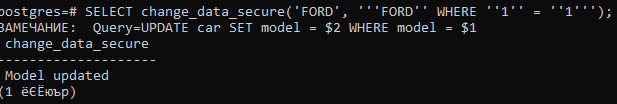 postgres=# SELECT change_data_secure('FORD', '''FORD'' WHERE ''1'' = ''1''');
ЗАМЕЧАНИЕ:  Query=UPDATE car SET model = $2 WHERE model = $1
 change_data_secure
--------------------
 Model updated
(1 ёЄЁюър)